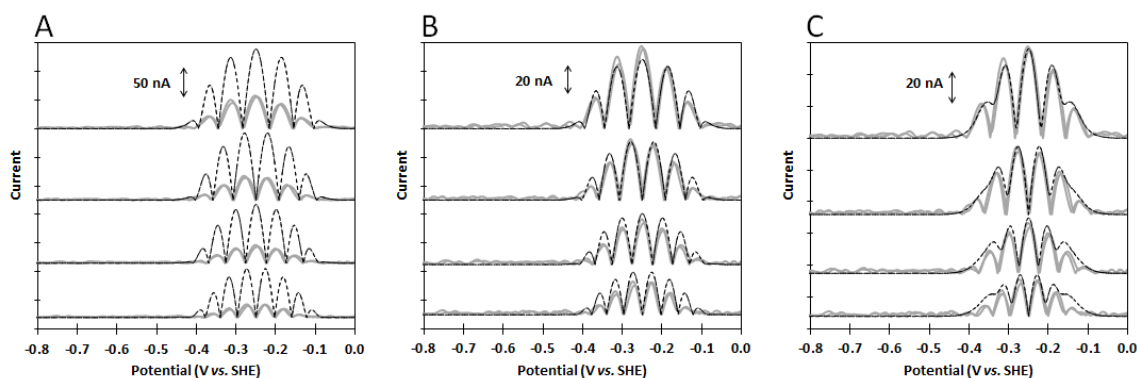 A
50 nA
Current
-0.8 -0.7 -0.6 -0.5 -0.4 -0.3 -0.2 -0.1 0.0
Potential (V vs. SHE)
B
20 nA
Current
-0.8 -0.7 -0.6 -0.5 -0.4 -0.3 -0.2 -0.1 0.0
Potential (V vs. SHE)
C
20 nA
Current
-0.8 -0.7 -0.6 -0.5 -0.4 -0.3 -0.2 -0.1 0.0
Potential (V vs. SHE)